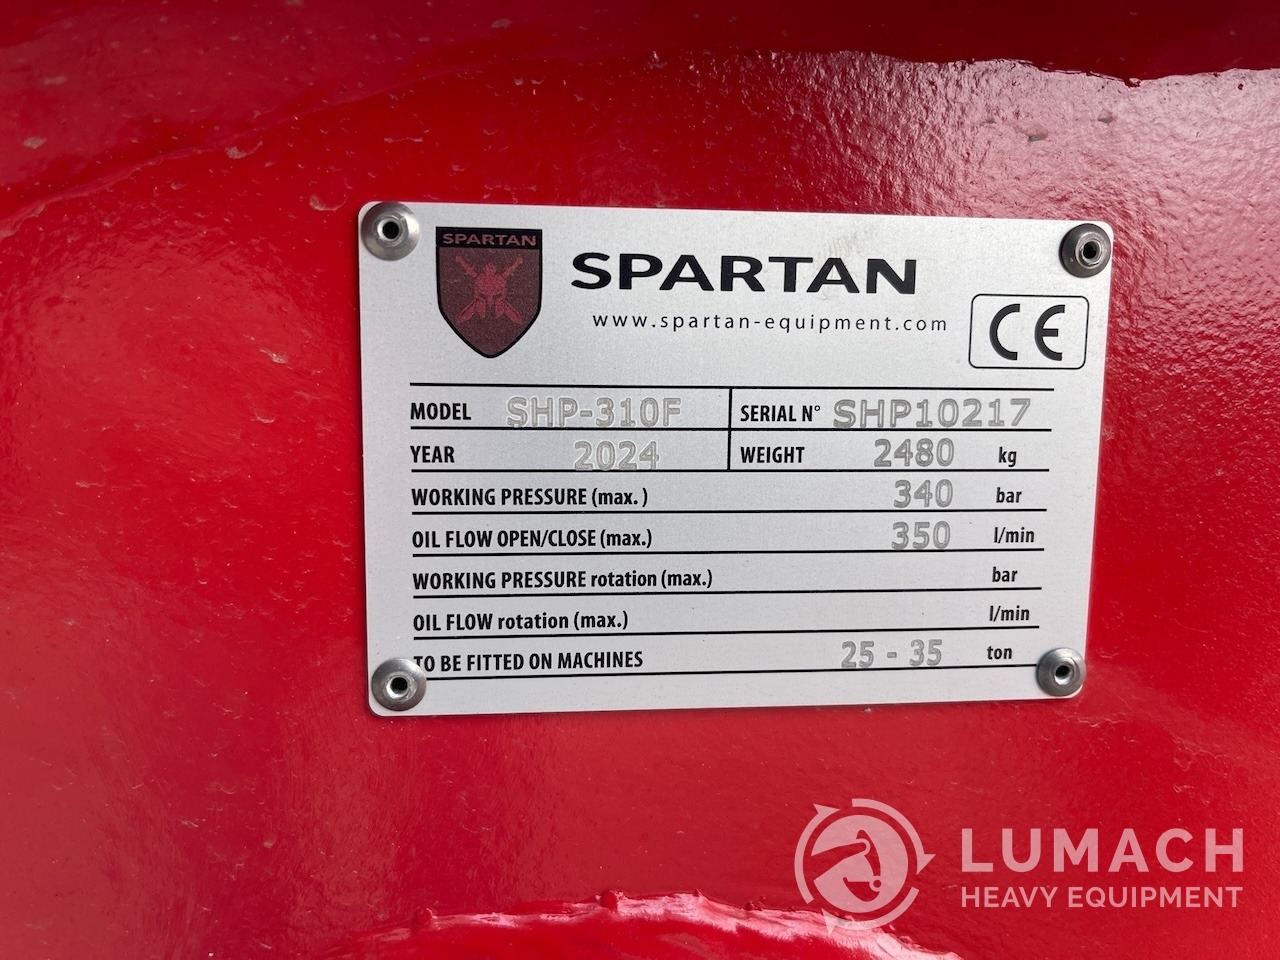 SPARTAN
SPARTAN
www.spartan-equipment.com
CE
MODEL SHP-310F SERIAL N° SHP10217
YEAR 2024 WEIGHT 2480 kg
WORKING PRESSURE (max. ) 340 bar
OIL FLOW OPEN/CLOSE (max.) 350 l/min
WORKING PRESSURE rotation (max.) bar
OIL FLOW rotation (max.) l/min
TO BE FITTED ON MACHINES 25 - 35 ton
LUMACH
HEAVY EQUIPMENT